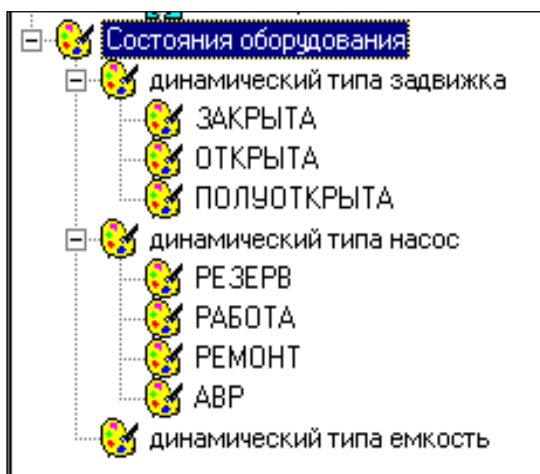 Состояния оборудования
динамический типа задвижка
ЗАКРЫТА
ОТКРЫТА
ПОЛУОТКРЫТА
динамический типа насос
РЕЗЕРВ
РАБОТА
РЕМОНТ
АВР
динамический типа емкость